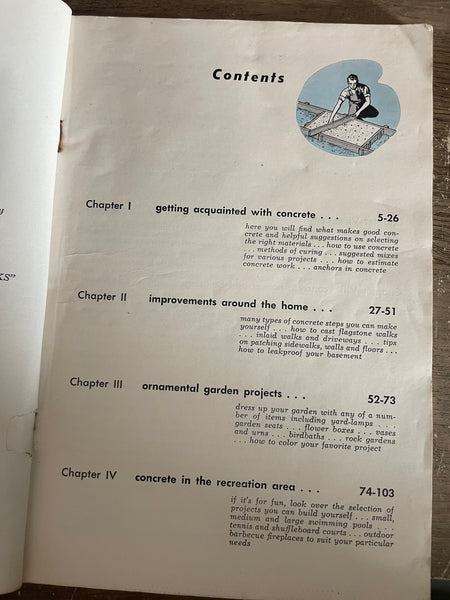 Contents
Chapter I getting acquainted with concrete . . . 5-26
here you will find what makes good con-
crete and helpful suggestions on selecting
the right materials . . . how to use concrete
. . . methods of curing . . . suggested mixes
for various projects . . . how to estimate
concrete work . . . anchors in concrete
Chapter II improvements around the home . . . 27-51
many types of concrete steps you can make
yourself . . . how to cast flagstone walks
. . . inlaid walks and driveways . . . tips
on patching sidewalks, walls and floors . . .
how to leakproof your basement
Chapter III ornamental garden projects . . . 52-73
dress up your garden with any of a num-
ber of items including yard-lamps . . .
garden seats . . . flower boxes . . . vases
and urns . . . birdbaths . . . rock gardens
. . . how to color your favorite project
Chapter IV concrete in the recreation area . . . 74-103
if it's for fun, look over the selection of
projects you can build yourself . . . small,
medium and large swimming pools . . .
tennis and shuffleboard courts . . . outdoor
barbecue fireplaces to suit your particular
needs